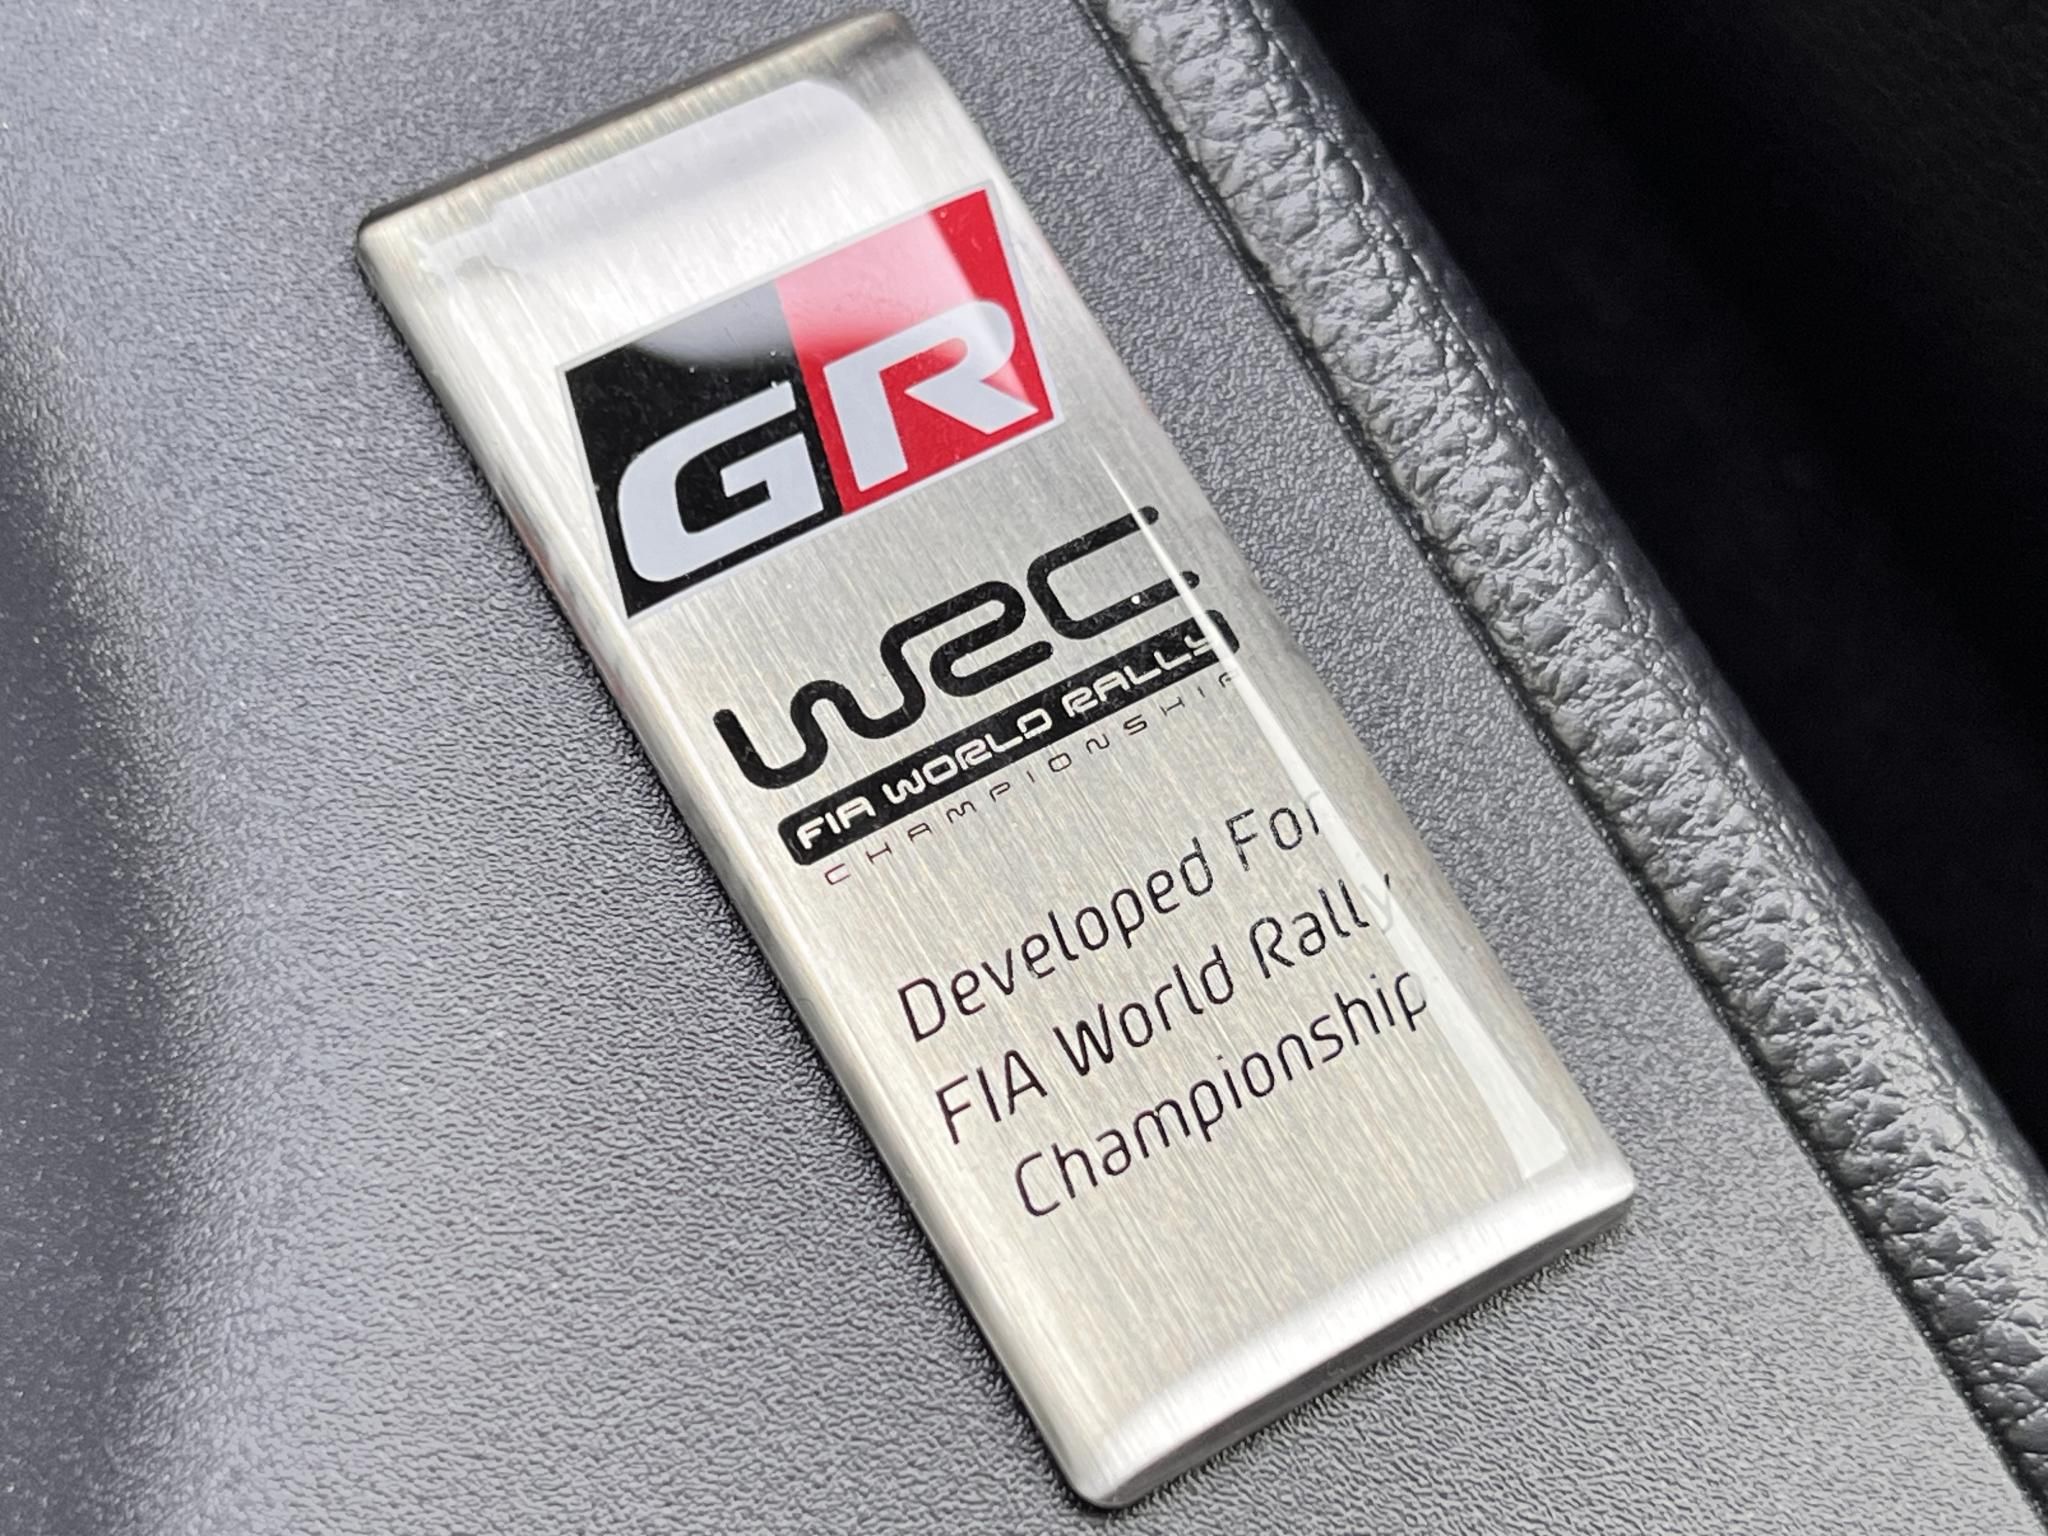 GR
WRC
FIA WORLD RALLY
CHAMPIONSHIP
Developed For
FIA World Rally
Championship